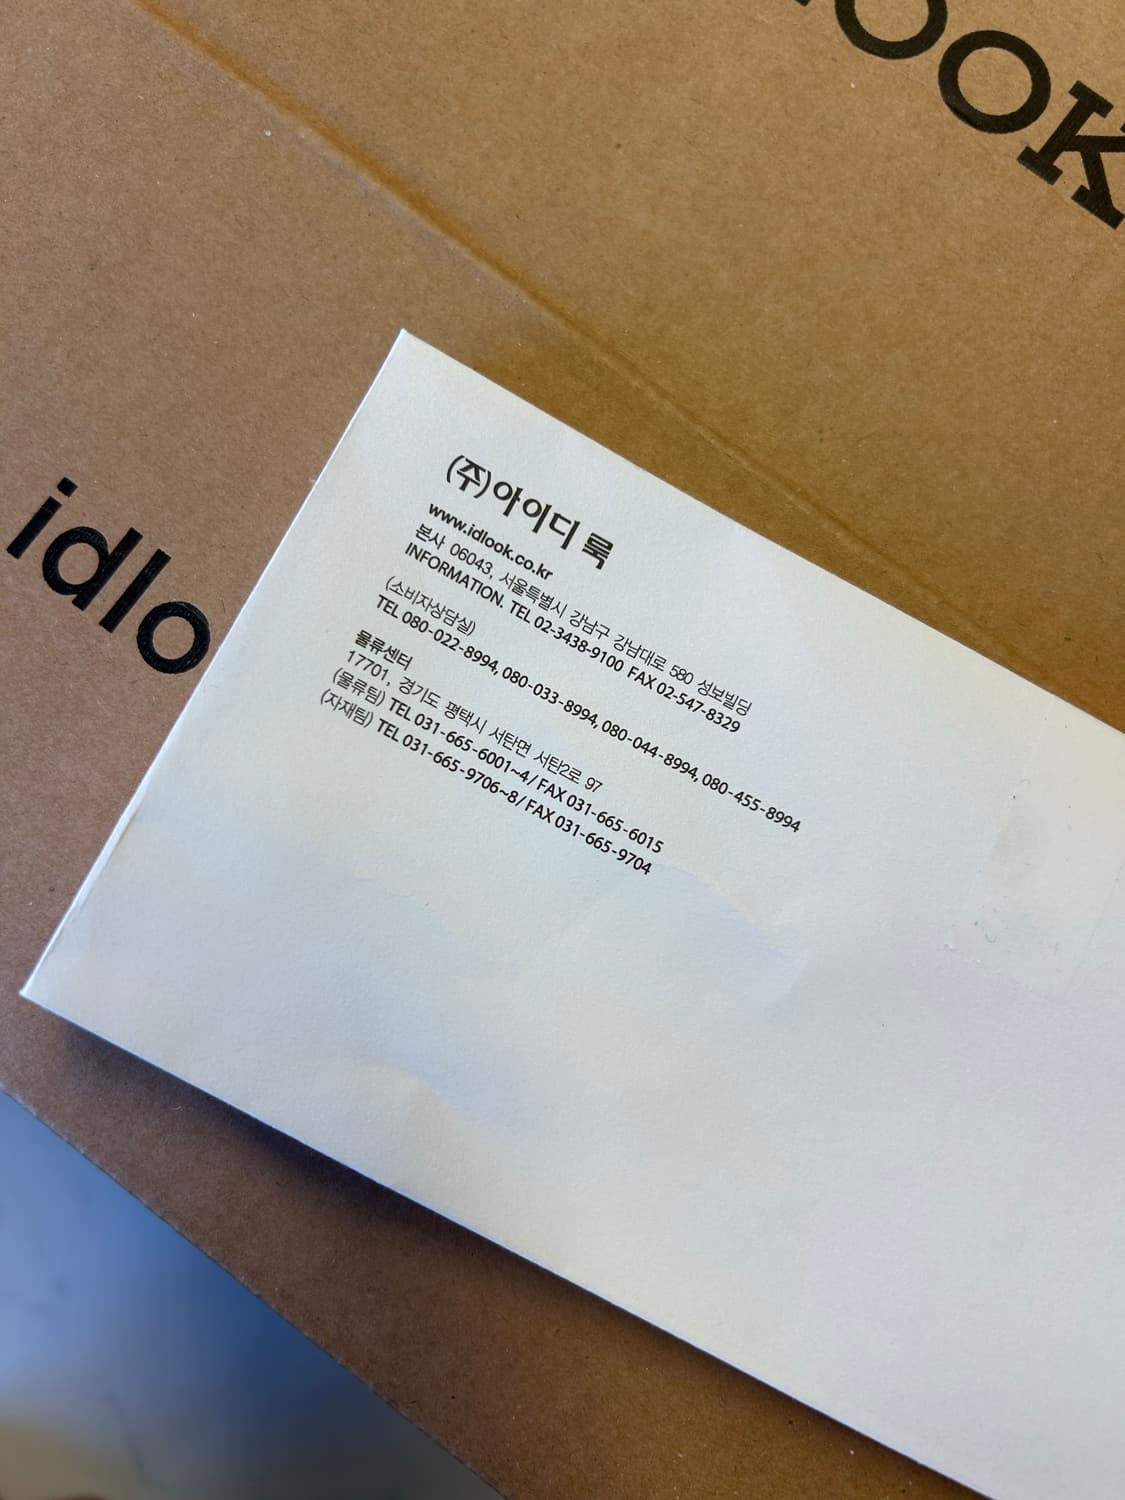 OOK
idlo
(주)아이디룩
www.idlook.co.kr
본사 06043, 서울특별시 강남구 강남대로 580 성보빌딩
INFORMATION. TEL 02-3438-9100 FAX 02-547-8329
(소비자상담실)
TEL 080-022-8994, 080-033-8994, 080-044-8994, 080-455-8994
물류센터
17701, 경기도 평택시 서탄면 서탄2로 97
(물류팀) TEL 031-665-6001~4 / FAX 031-665-6015
(자재팀) TEL 031-665-9706~8 / FAX 031-665-9704